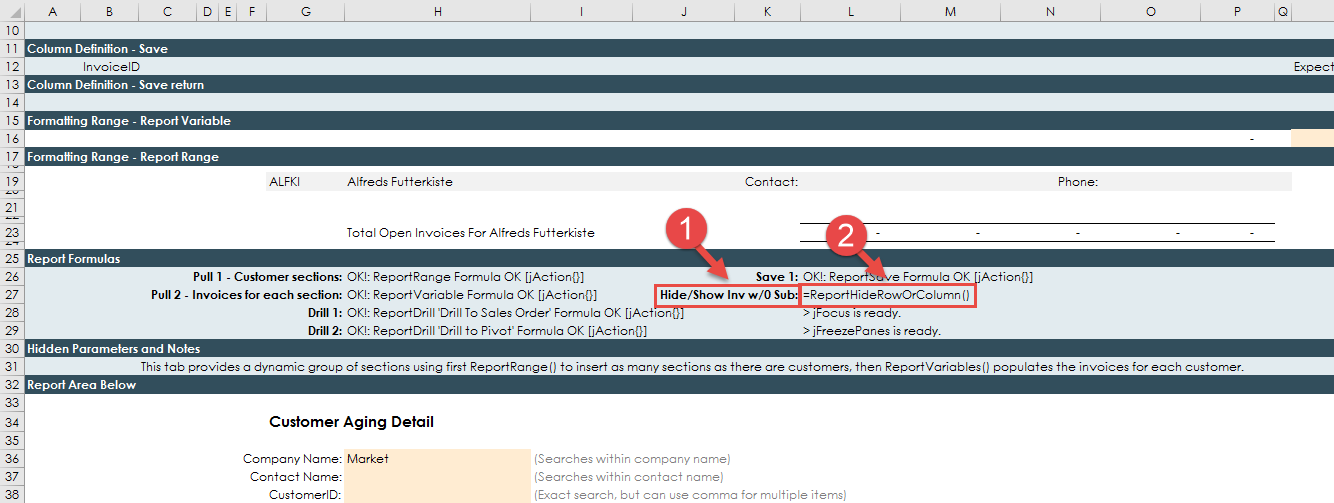 A B C D E F G H I J K L M N O P Q
10
11 Column Definition - Save
12 InvoiceID Expect
13 Column Definition - Save return
14
15 Formatting Range - Report Variable
16 -
17 Formatting Range - Report Range
19 ALFKI Alfreds Futterkiste Contact: Phone:
21
23 Total Open Invoices For Alfreds Futterkiste - - - - -
1 2
25 Report Formulas
26 Pull 1 - Customer sections: OK!: ReportRange Formula OK [jAction{}] Save 1: OK!: ReportSave Formula OK [jAction{}]
27 Pull 2 - Invoices for each section: OK!: ReportVariable Formula OK [jAction{}] Hide/Show Inv w/0 Sub: =ReportHideRowOrColumn()
28 Drill 1: OK!: ReportDrill 'Drill To Sales Order' Formula OK [jAction{}] > jFocus is ready.
29 Drill 2: OK!: ReportDrill 'Drill to Pivot' Formula OK [jAction{}] > jFreezePanes is ready.
30 Hidden Parameters and Notes
31 This tab provides a dynamic group of sections using first ReportRange() to insert as many sections as there are customers, then ReportVariables() populates the invoices for each customer.
32 Report Area Below
33
34 Customer Aging Detail
35
36 Company Name: Market (Searches within company name)
37 Contact Name: (Searches within contact name)
38 CustomerID: (Exact search, but can use comma for multiple items)